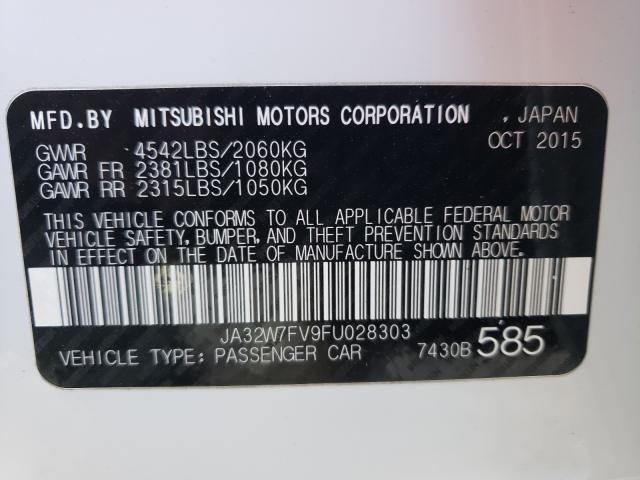 MFD.BY MITSUBISHI MOTORS CORPORATION , JAPAN
OCT 2015
GVWR 4542LBS/2060KG
GAWR FR 2381LBS/1080KG
GAWR RR 2315LBS/1050KG
THIS VEHICLE CONFORMS TO ALL APPLICABLE FEDERAL MOTOR
VEHICLE SAFETY, BUMPER, AND THEFT PREVENTION STANDARDS
IN EFFECT ON THE DATE OF MANUFACTURE SHOWN ABOVE.
JA32W7FV9FU028303
VEHICLE TYPE: PASSENGER CAR 7430B 585